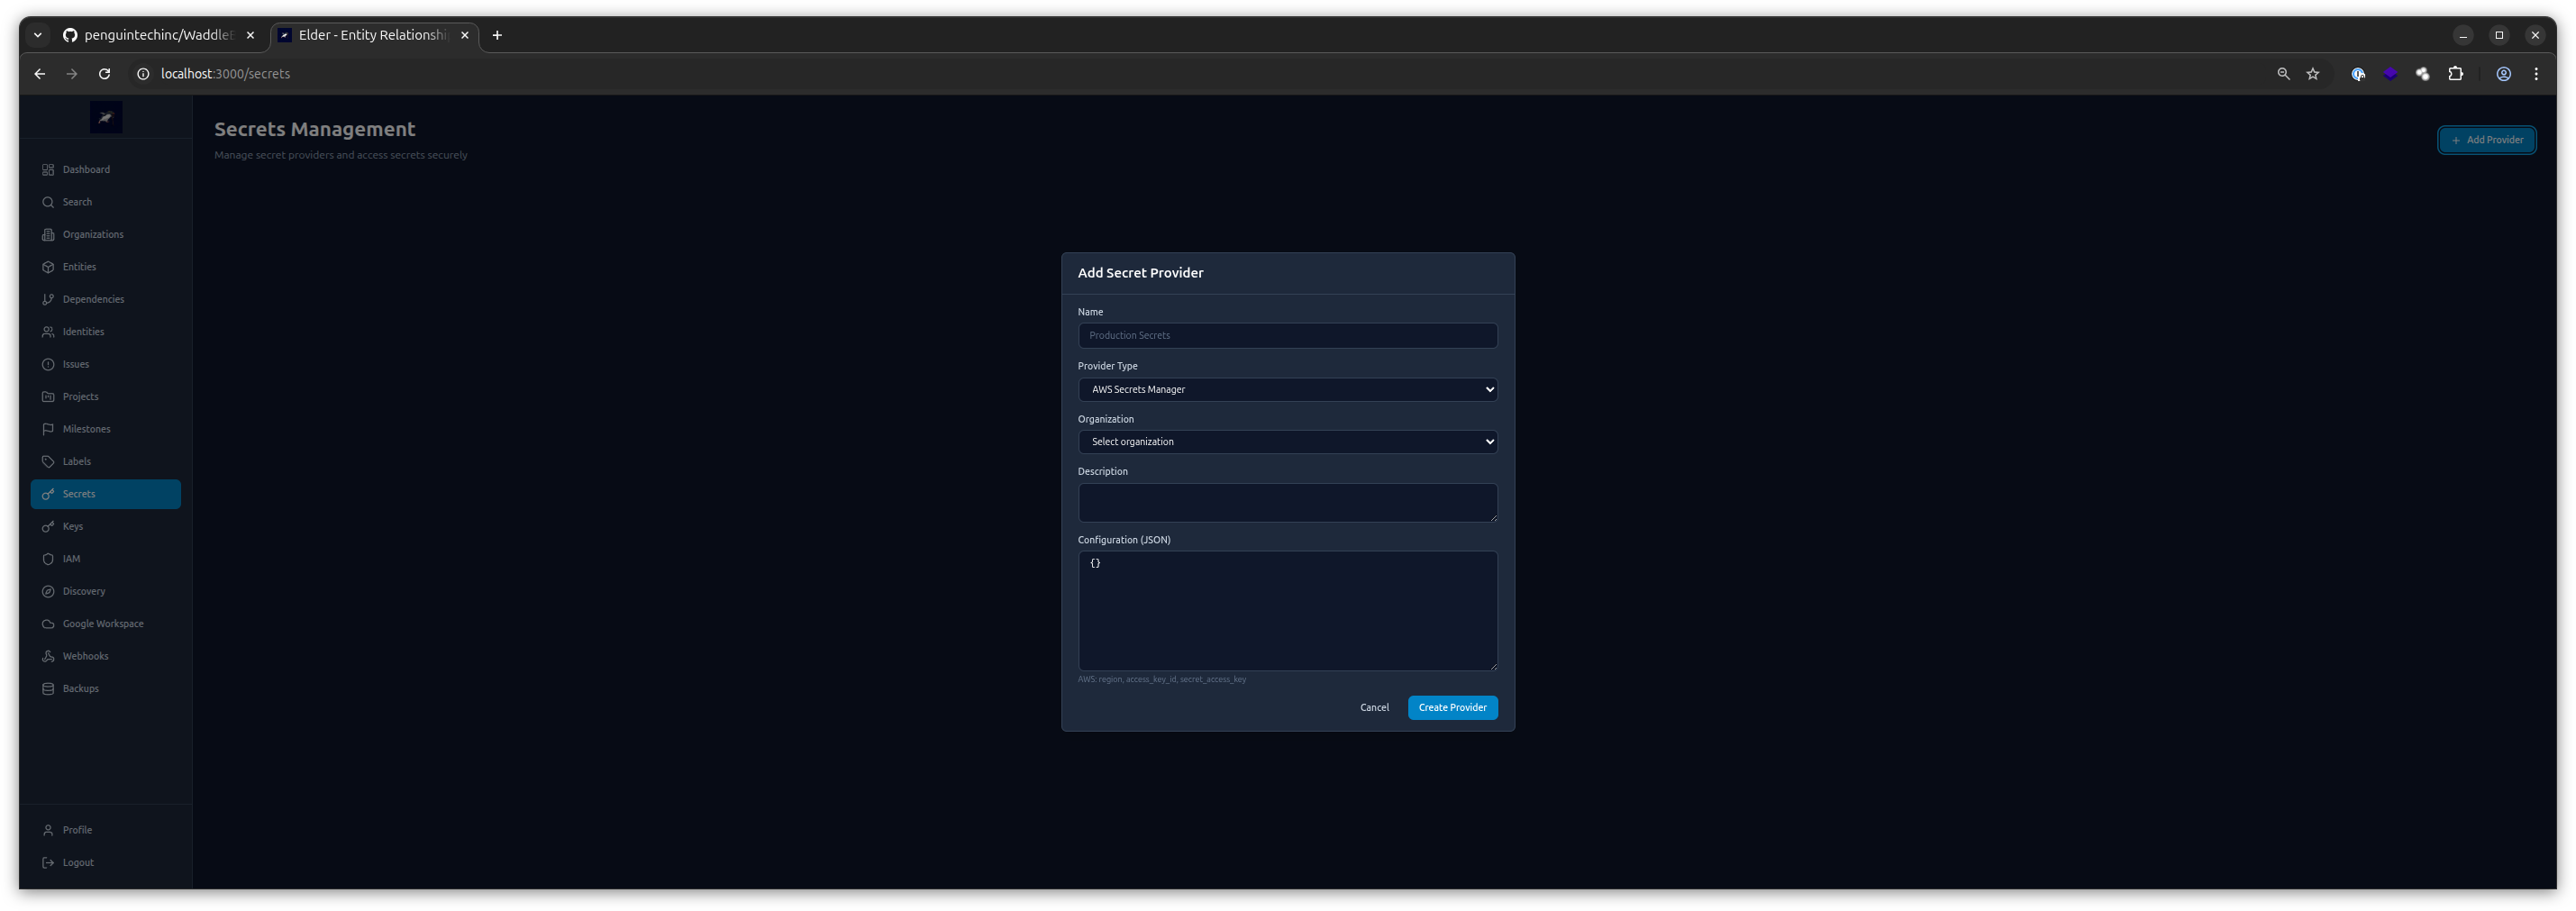 penguintechinc/WaddleB
Elder - Entity Relationshi
localhost:3000/secrets
Dashboard
Search
Organizations
Entities
Dependencies
Identities
Issues
Projects
Milestones
Labels
Secrets
Keys
IAM
Discovery
Google Workspace
Webhooks
Backups
Profile
Logout
Secrets Management
Manage secret providers and access secrets securely
+ Add Provider
Add Secret Provider
Name
Production Secrets
Provider Type
AWS Secrets Manager
Organization
Select organization
Description
Configuration (JSON)
{}
AWS: region, access_key_id, secret_access_key
Cancel
Create Provider